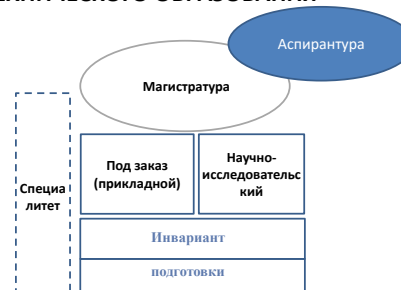 Аспирантура
Магистратура
Под заказ
(прикладной)
Научно-
исследовательс
кий
Специа
литет
Инвариант
подготовки